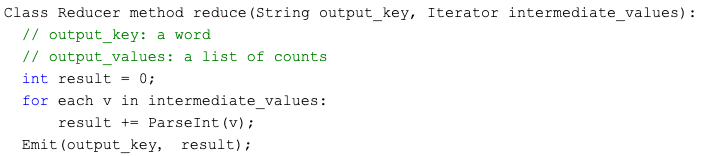 Class Reducer method reduce(String output_key, Iterator intermediate_values):
// output_key: a word
// output_values: a list of counts
int result = 0;
for each v in intermediate_values:
result += ParseInt(v);
Emit(output_key, result);